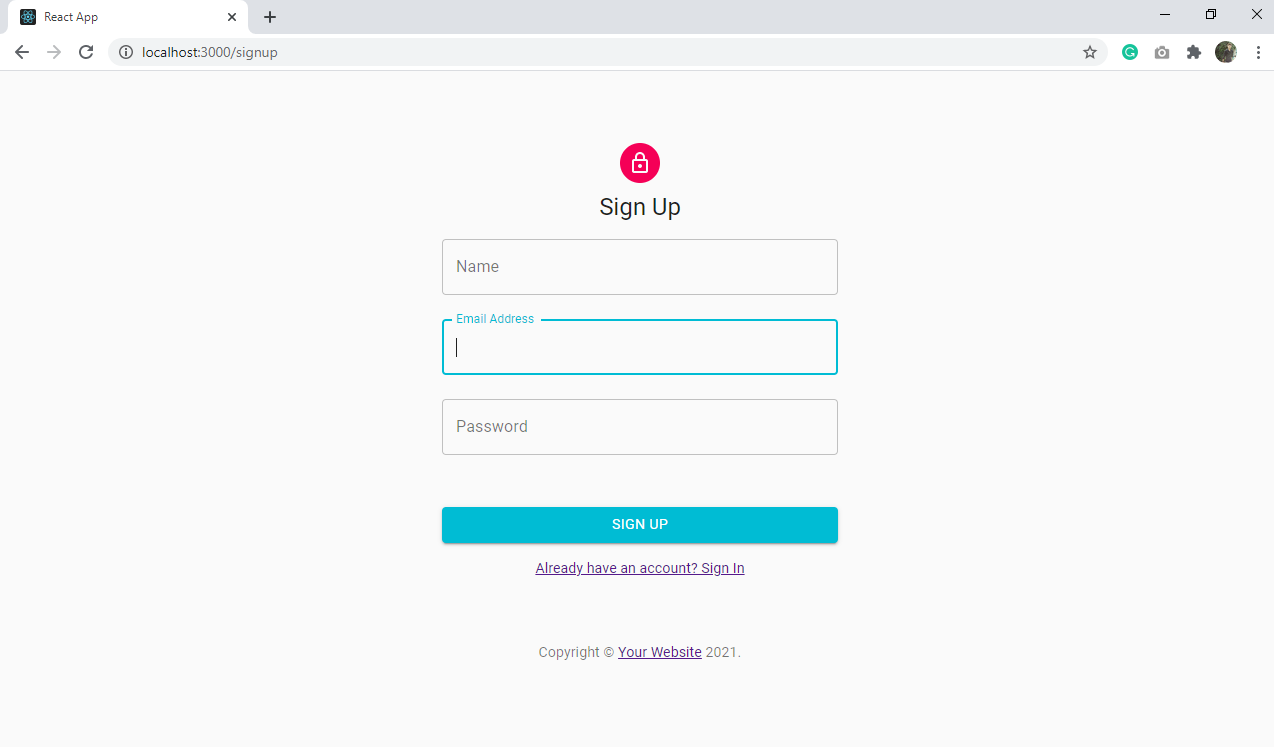 React App
localhost:3000/signup
Sign Up
Name
Email Address
Password
SIGN UP
Already have an account? Sign In
Copyright © Your Website 2021.